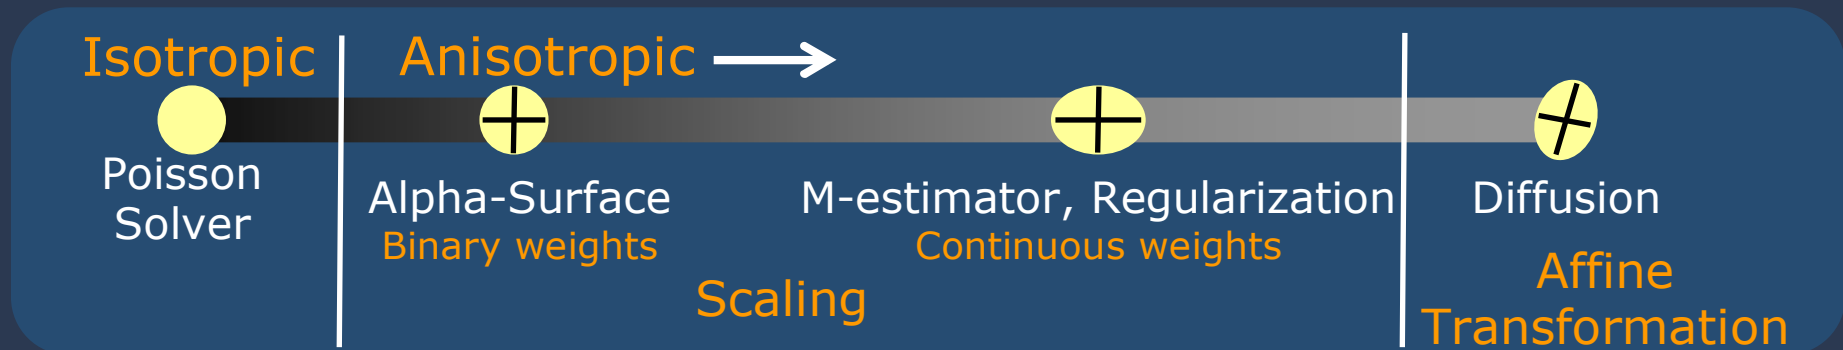 Isotropic
Anisotropic
Poisson
Solver
Alpha-Surface
Binary weights
M-estimator, Regularization
Continuous weights
Scaling
Diffusion
Affine
Transformation